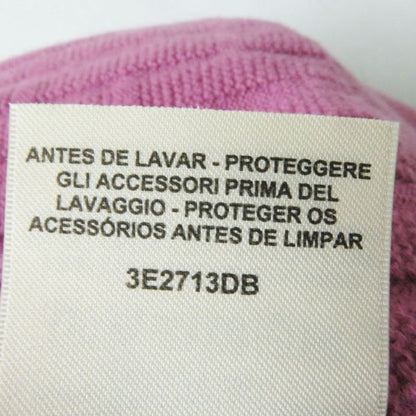 ANTES DE LAVAR - PROTEGGERE
GLI ACCESSORI PRIMA DEL
LAVAGGIO - PROTEGER OS
ACESSÓRIOS ANTES DE LIMPAR
3E2713DB